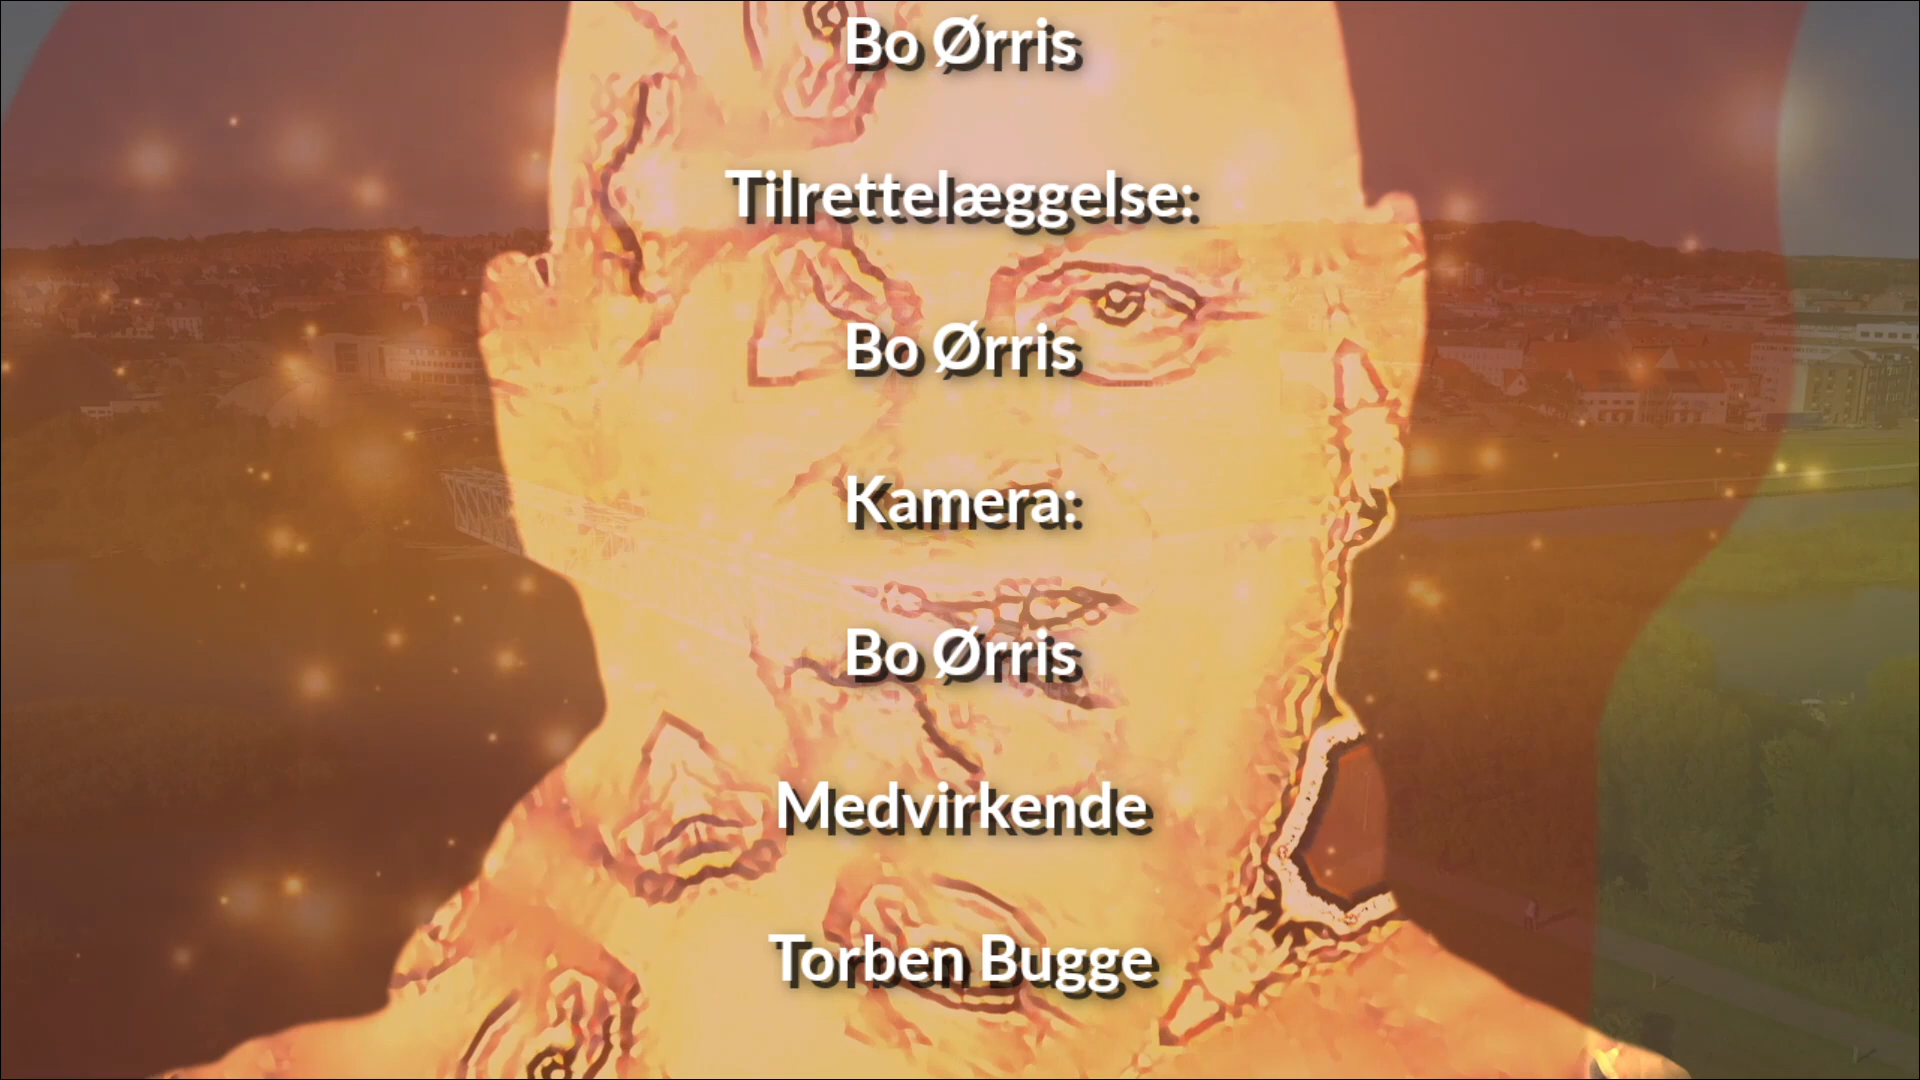 Bo Ørris
Tilrettelæggelse:
Bo Ørris
Kamera:
Bo Ørris
Medvirkende
Torben Bugge